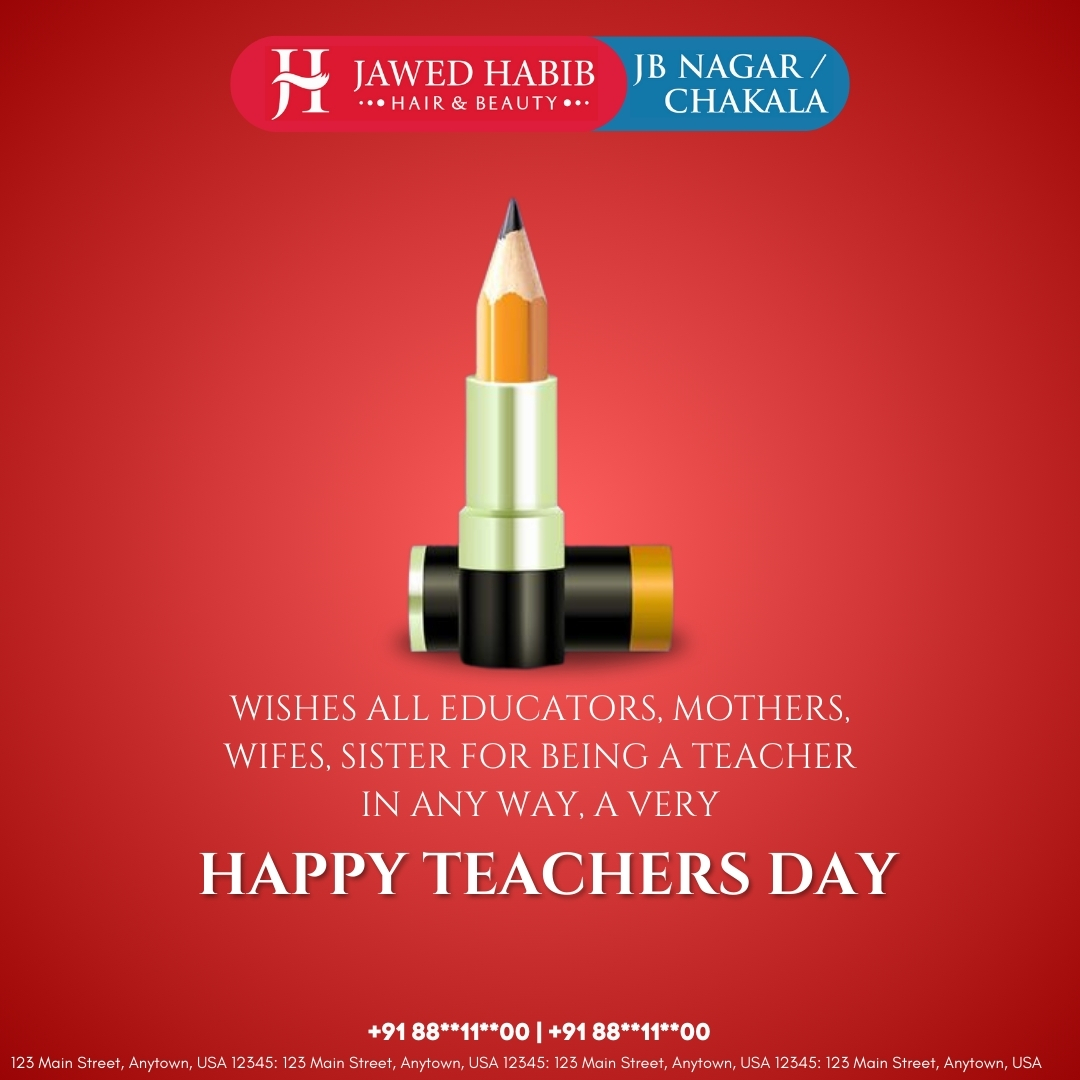 H JAWED HABIB
•••HAIR & BEAUTY•••
JB NAGAR /
CHAKALA
WISHES ALL EDUCATORS, MOTHERS,
WIFES, SISTER FOR BEING A TEACHER
IN ANY WAY, A VERY
HAPPY TEACHERS DAY
+91 88**11**00 | +91 88**11**00
123 Main Street, Anytown, USA 12345: 123 Main Street, Anytown, USA 12345: 123 Main Street, Anytown, USA 12345: 123 Main Street, Anytown, USA